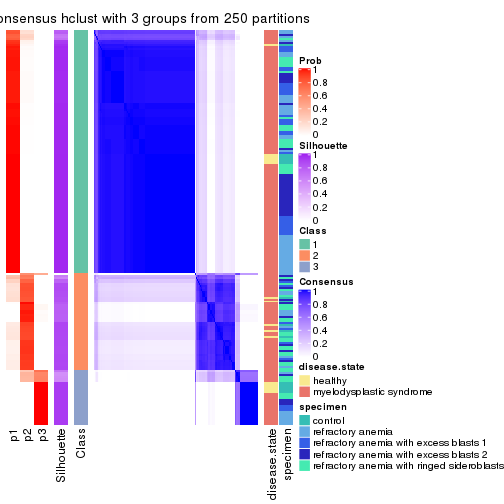 onsensus hclust with 3 groups from 250 partitions
Prob
1
0.8
0.6
0.4
0.2
0
Silhouette
1
0.8
0.6
0.4
0.2
0
Class
1
2
3
Consensus
1
0.8
0.6
0.4
0.2
0
disease.state
healthy
myelodysplastic syndrome
specimen
control
refractory anemia
refractory anemia with excess blasts 1
refractory anemia with excess blasts 2
refractory anemia with ringed sideroblasts
p1
p2
p3
Silhouette
Class
disease.state
specimen